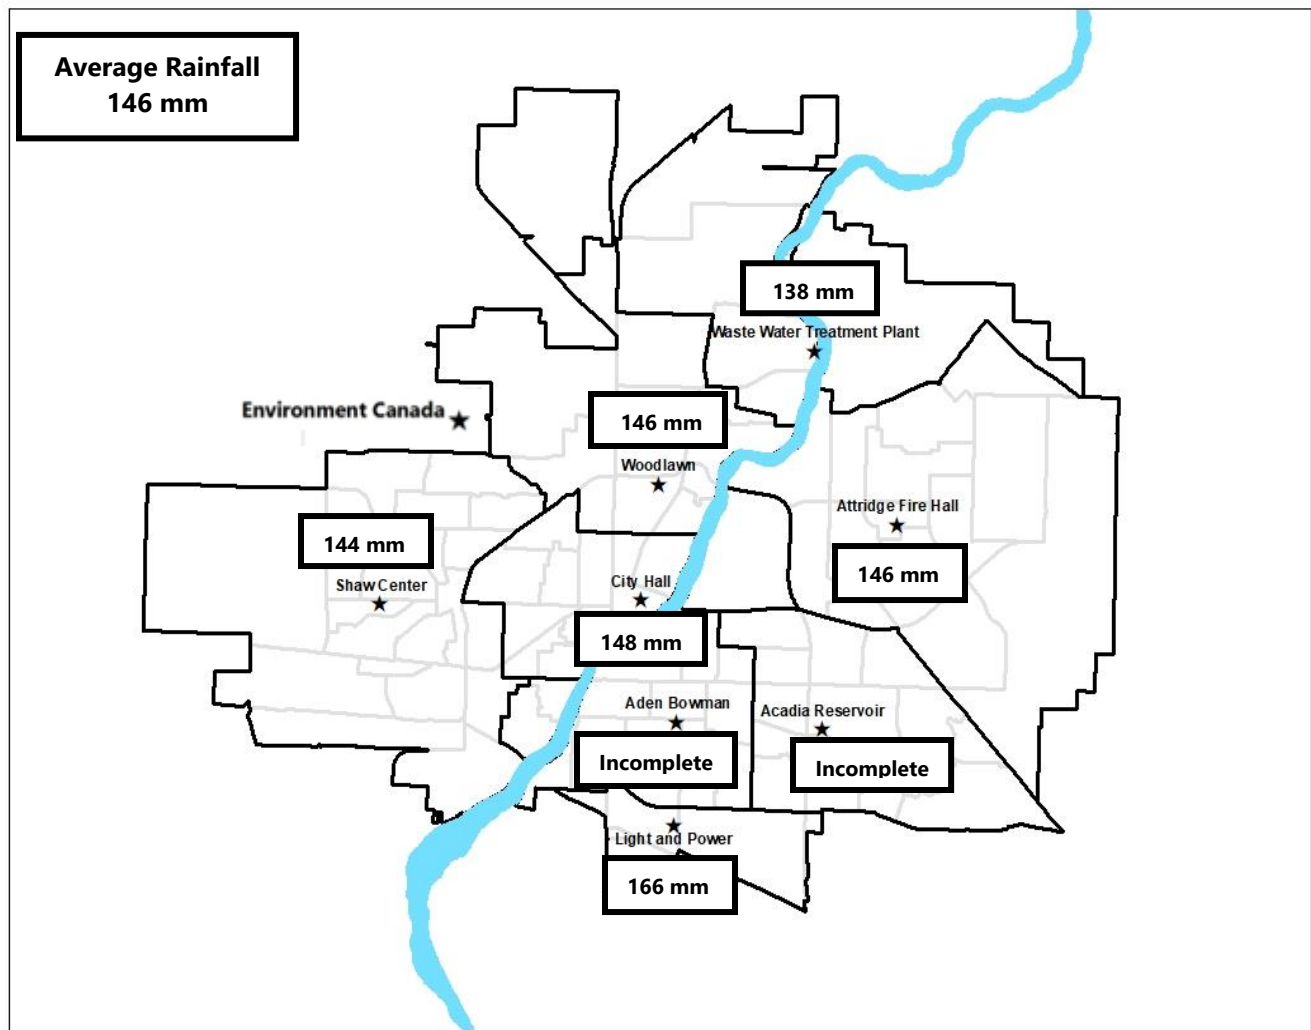 Average Rainfall
146 mm
138 mm
Waste Water Treatment Plant
Environment Canada
146 mm
Woodlawn
Attridge Fire Hall
146 mm
144 mm
Shaw Center
City Hall
148 mm
Aden Bowman
Incomplete
Acadia Reservoir
Incomplete
Light and Power
166 mm